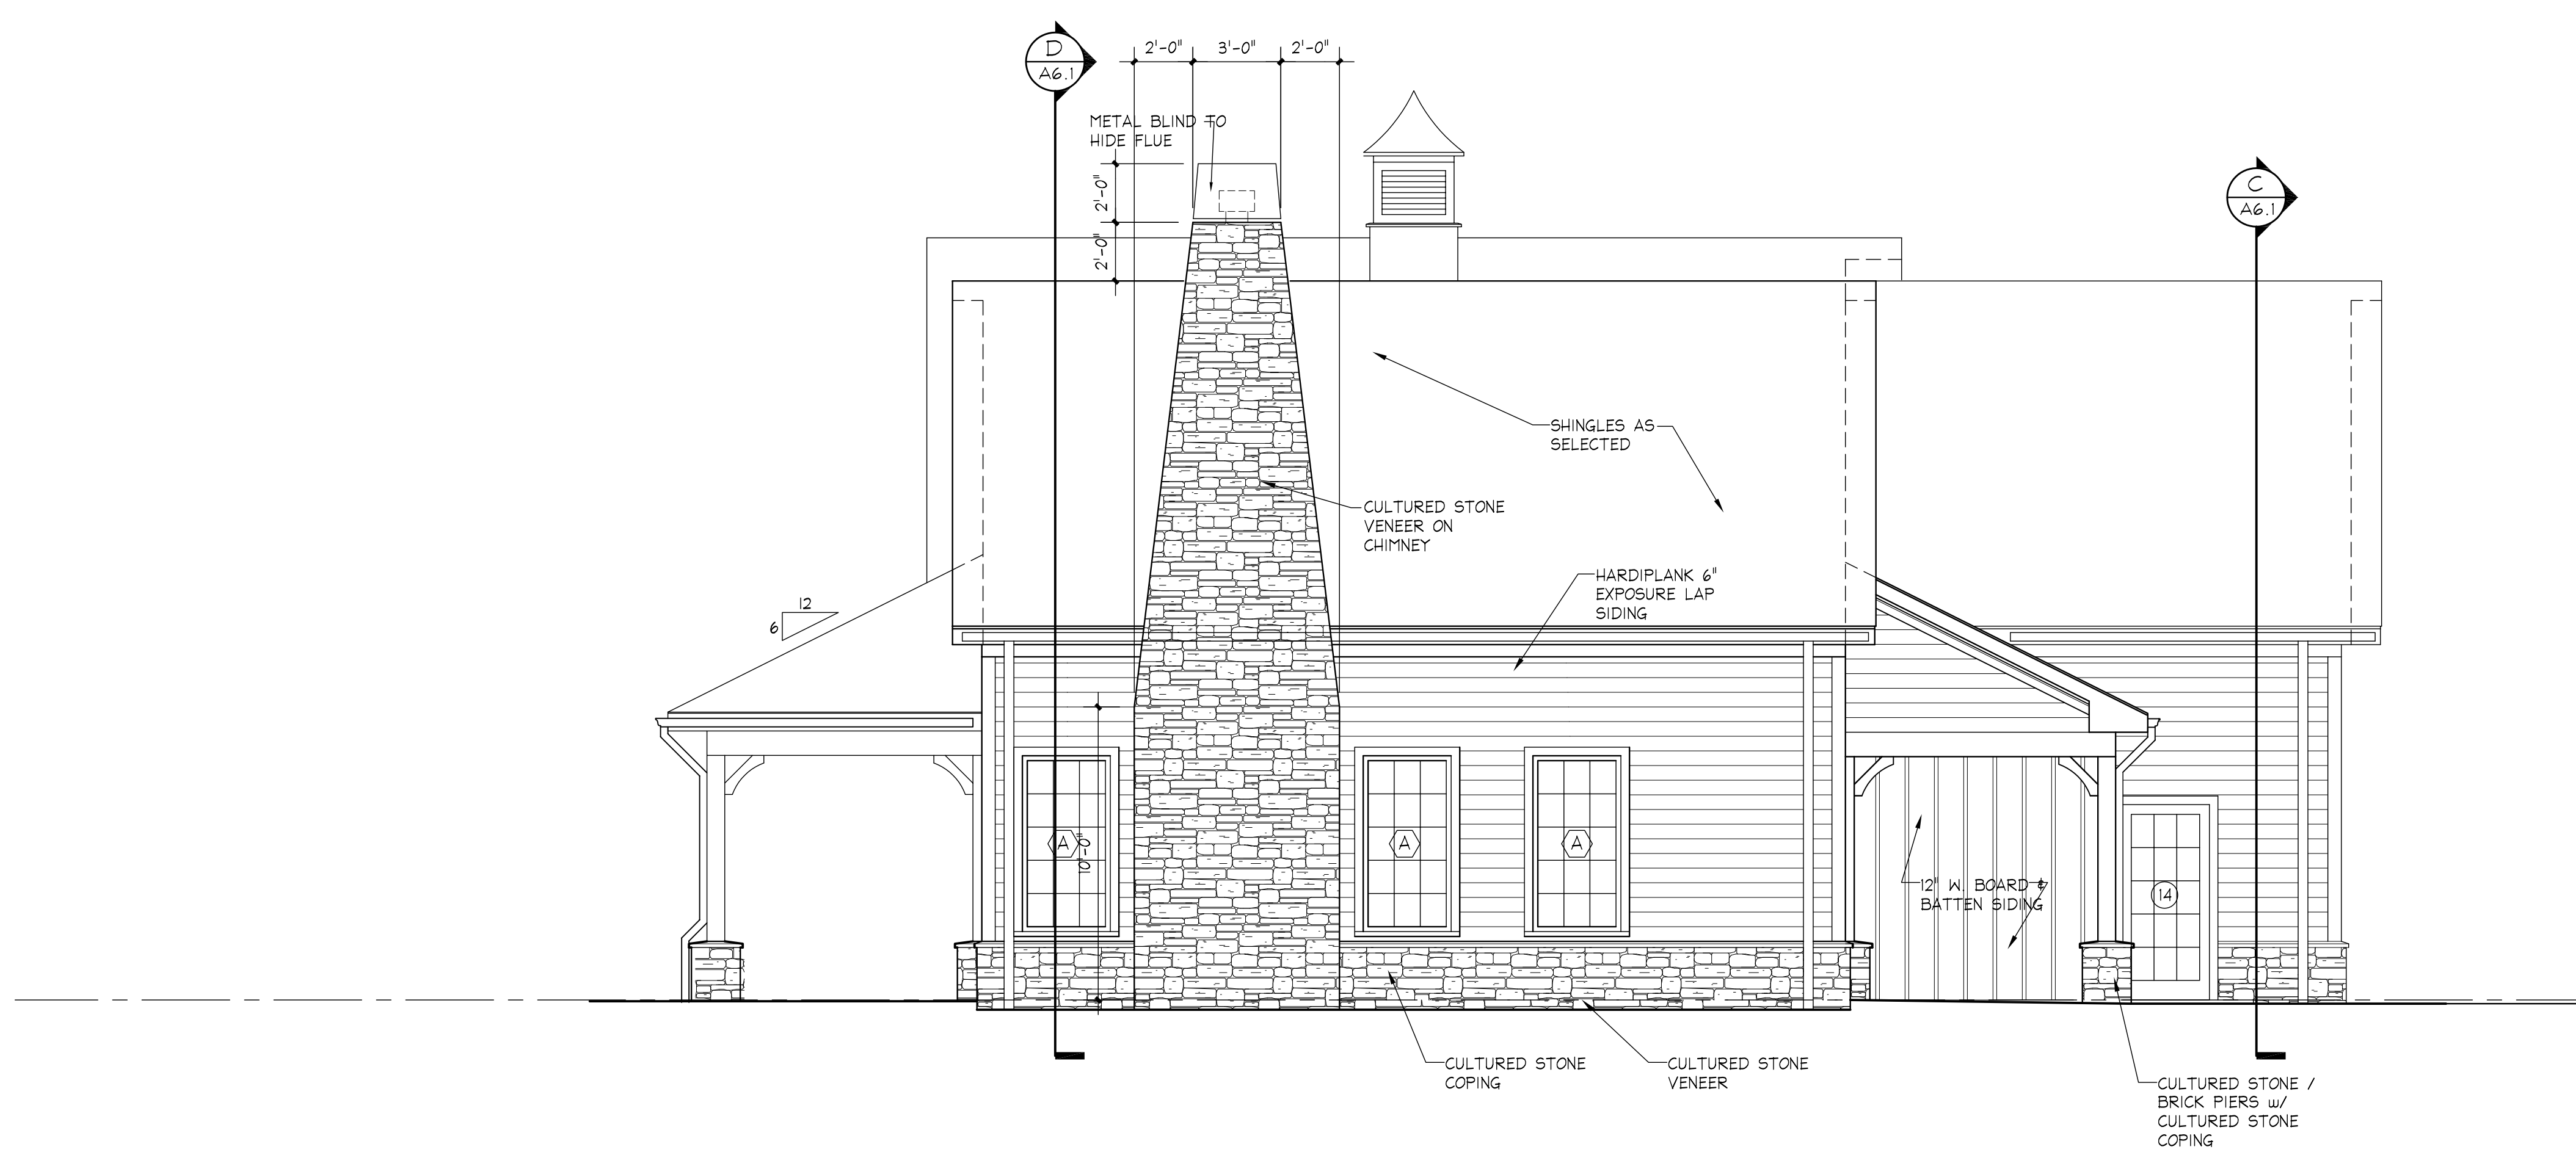 D
A6.1
2'-0"
3'-0"
2'-0"
METAL BLIND TO
HIDE FLUE
2'-0"
2'-0"
C
A6.1
SHINGLES AS
SELECTED
CULTURED STONE
VENEER ON
CHIMNEY
HARDIPLANK 6"
EXPOSURE LAP
SIDING
12
6
A
10'-0"
A
A
12" W. BOARD &
BATTEN SIDING
14
CULTURED STONE
COPING
CULTURED STONE
VENEER
CULTURED STONE /
BRICK PIERS w/
CULTURED STONE
COPING